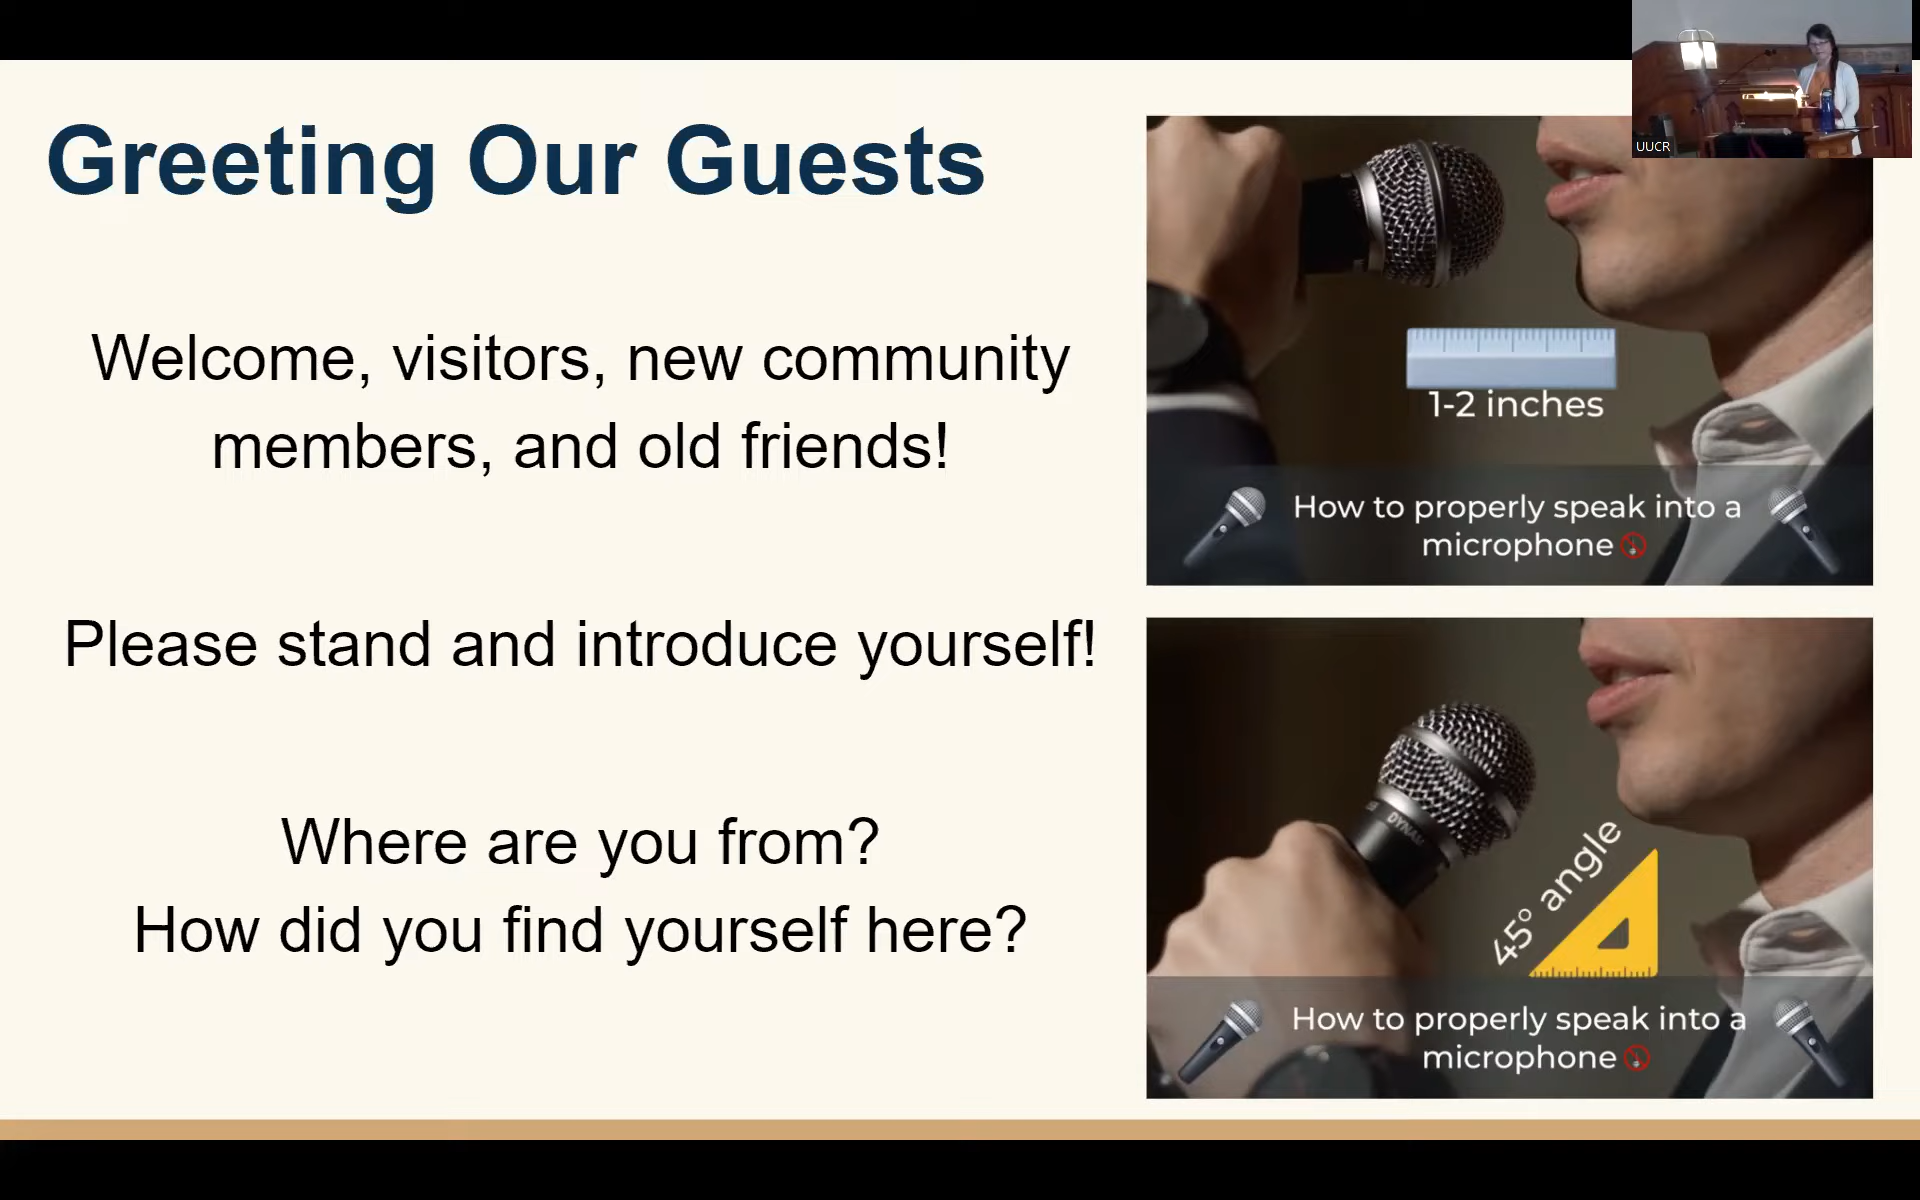 Greeting Our Guests
Welcome, visitors, new community
members, and old friends!
Please stand and introduce yourself!
Where are you from?
How did you find yourself here?
UUCR
1-2 inches
How to properly speak into a
microphone
DYNAM
45° angle
How to properly speak into a
microphone